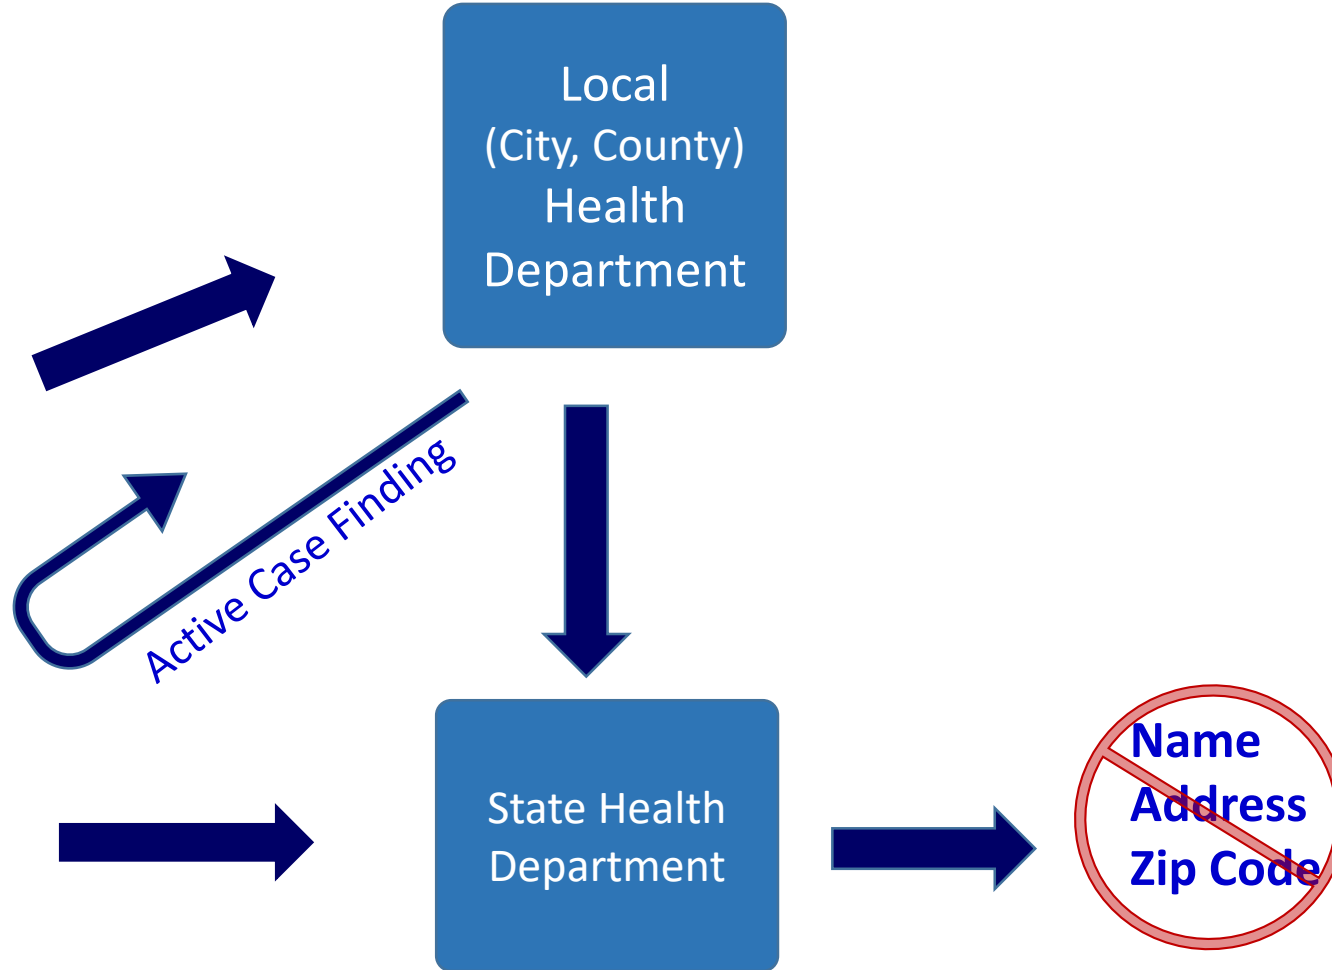 Local
(City, County)
Health
Department
Active Case Finding
State Health
Department
Name
Address
Zip Code